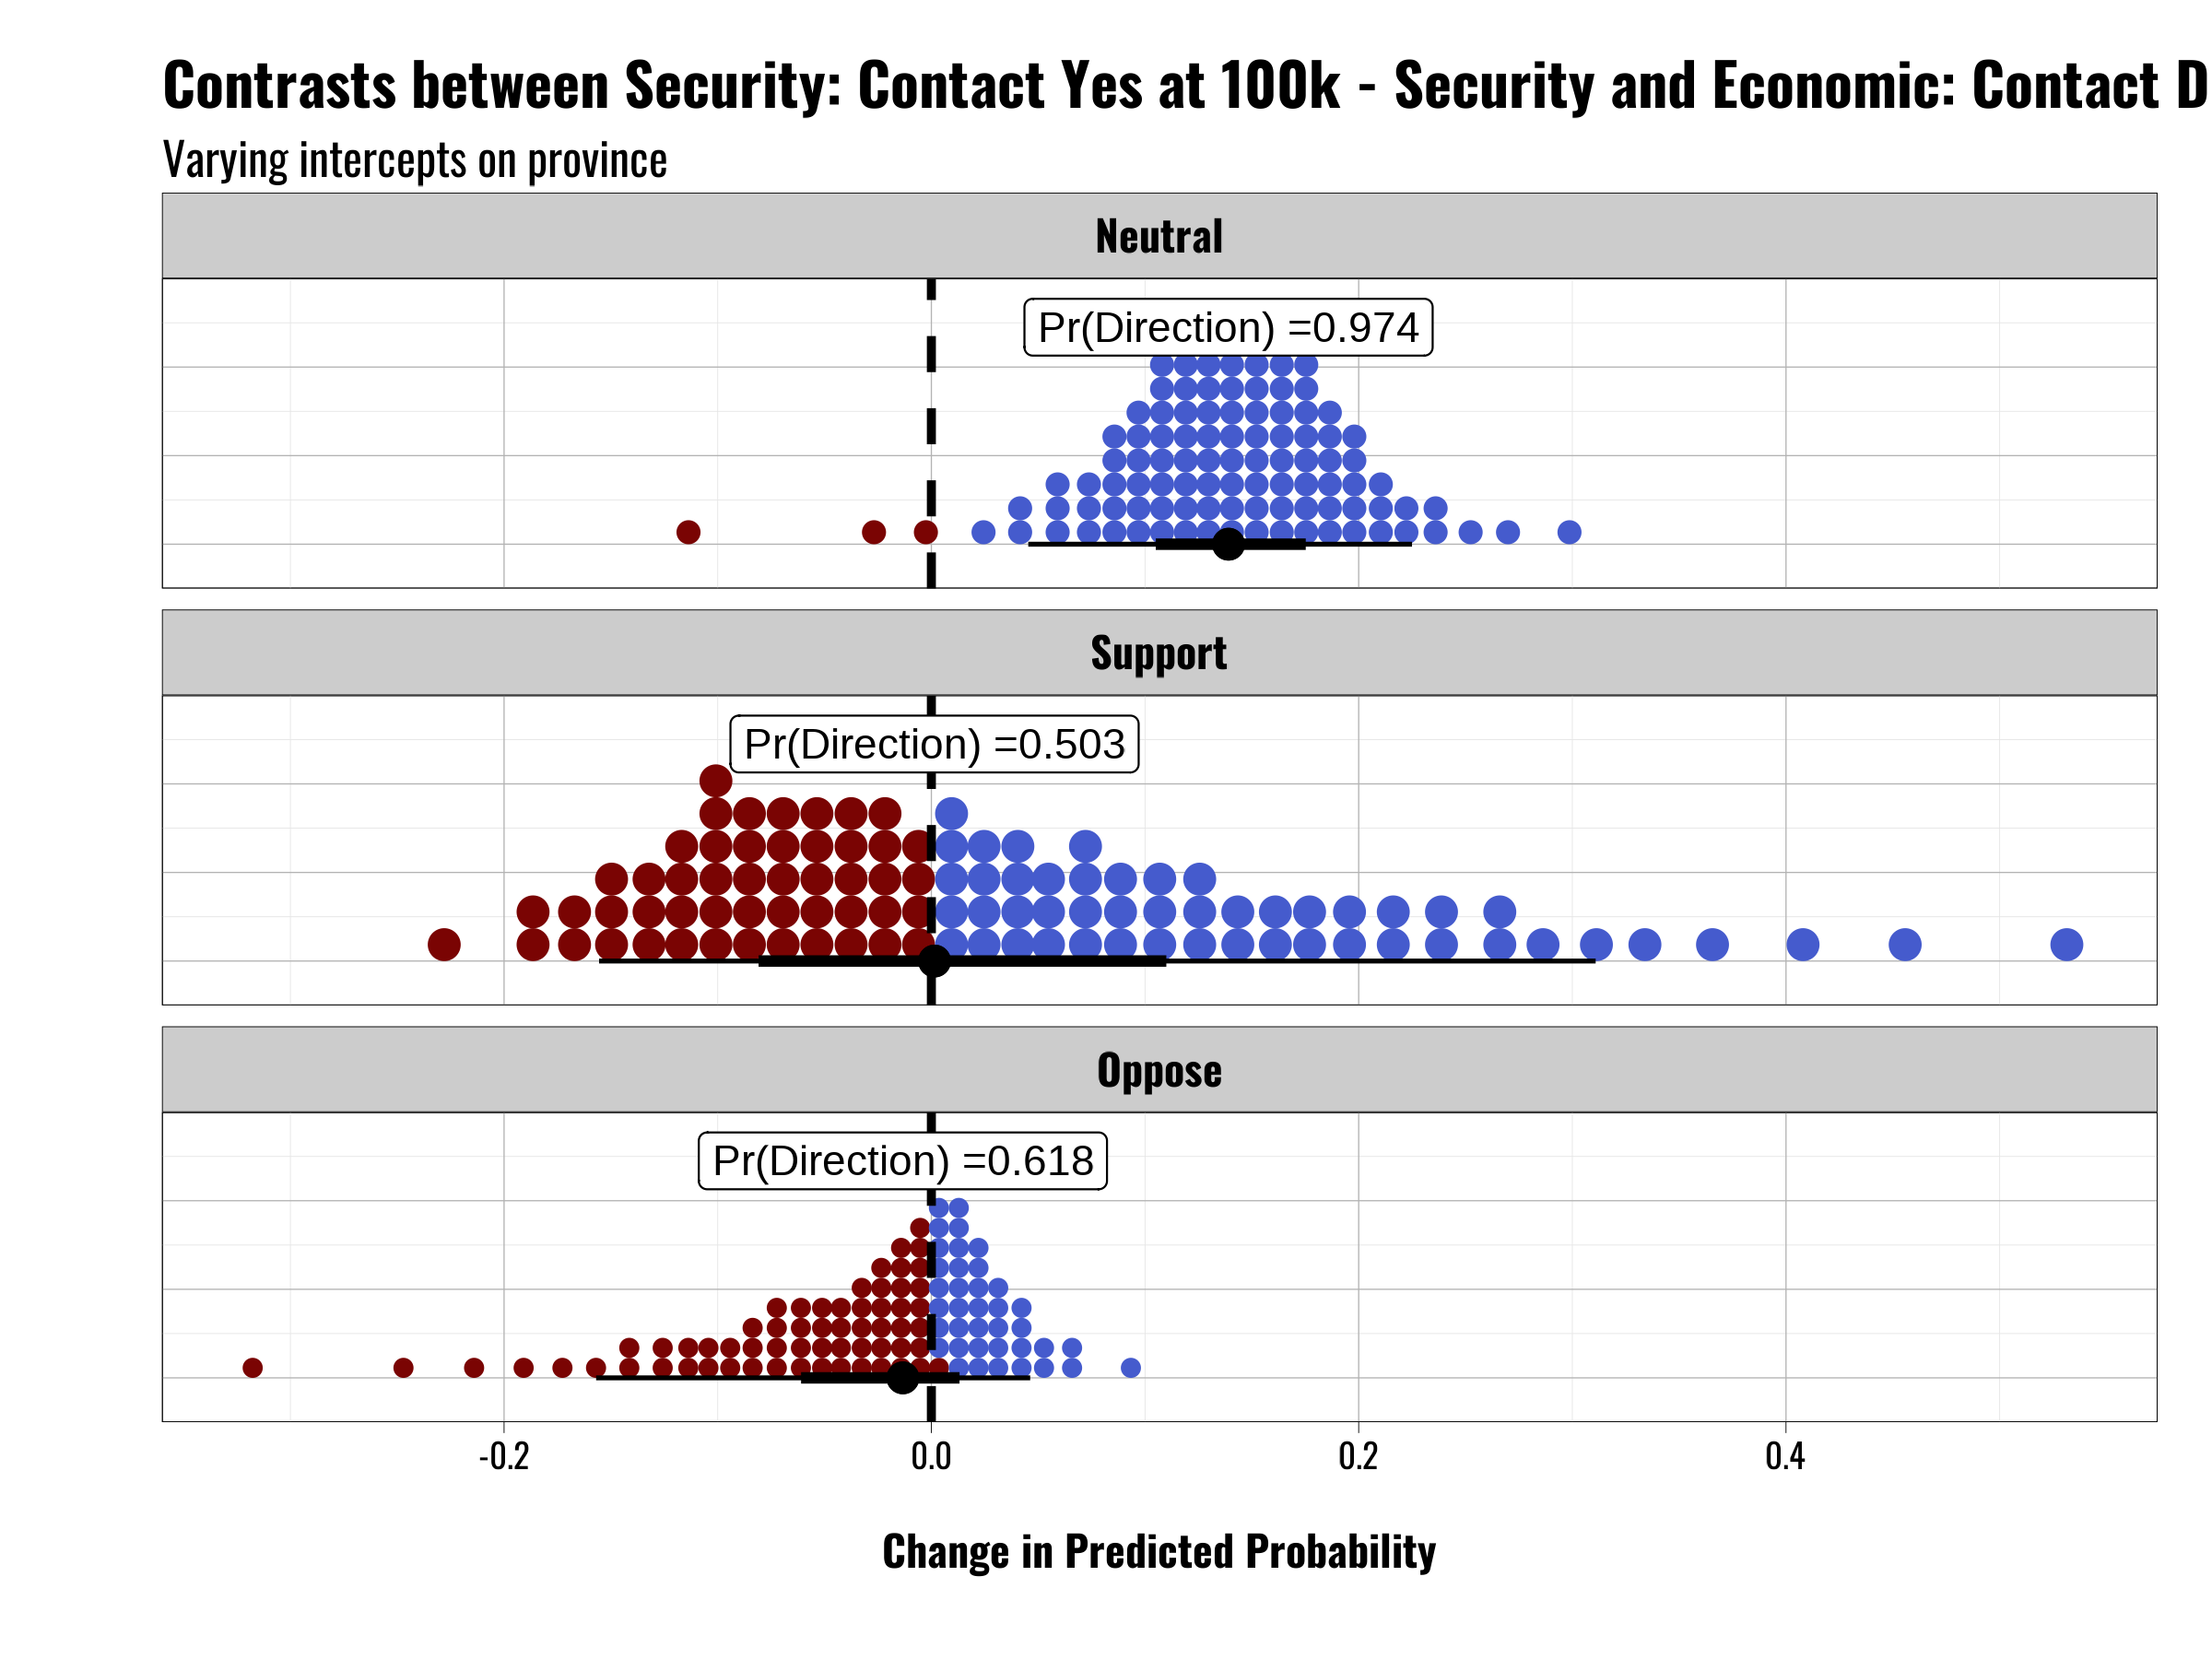 Contrasts between Security: Contact Yes at 100k - Security and Economic: Contact D
Varying intercepts on province
Neutral
Pr(Direction) =0.974
Support
Pr(Direction) =0.503
Oppose
Pr(Direction) =0.618
-0.2 0.0 0.2 0.4
Change in Predicted Probability